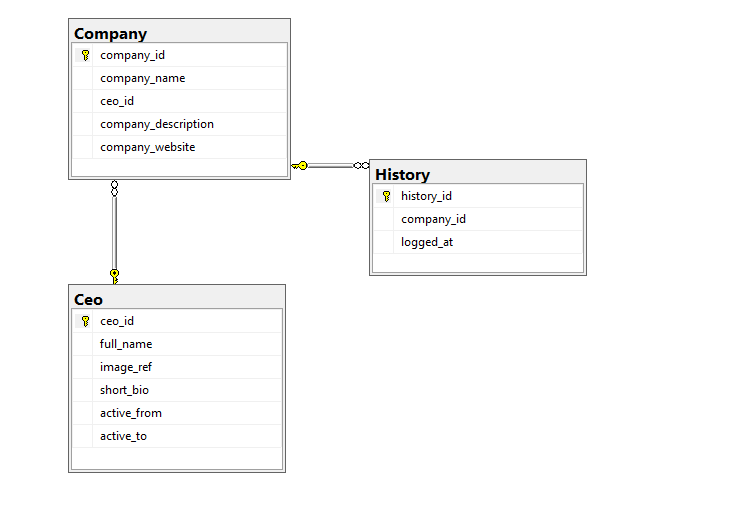 Company
company_id
company_name
ceo_id
company_description
company_website
History
history_id
company_id
logged_at
Ceo
ceo_id
full_name
image_ref
short_bio
active_from
active_to